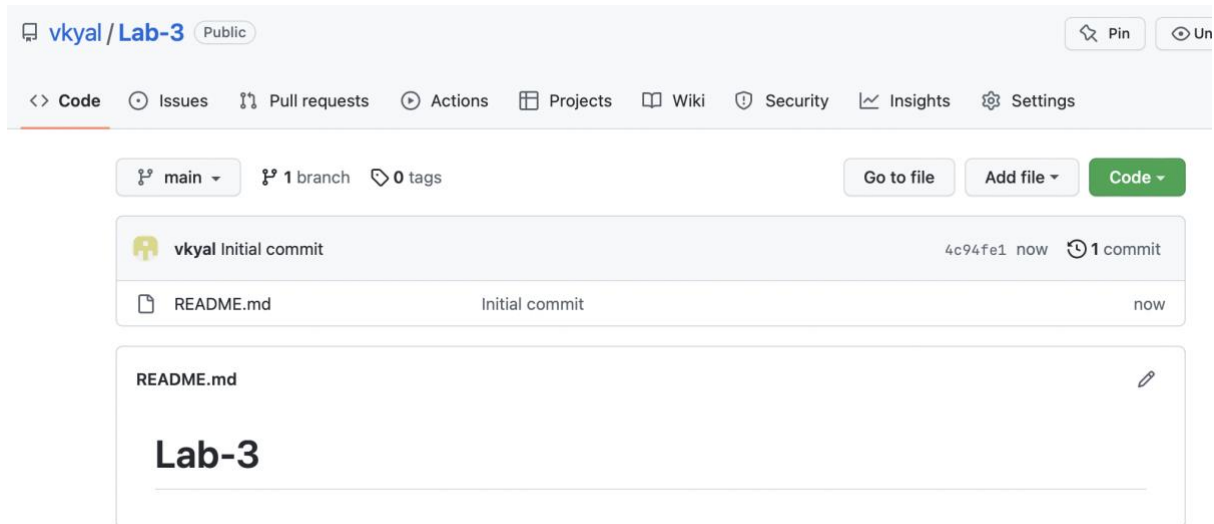 vkyal / Lab-3 Public Pin Un
Code Issues Pull requests Actions Projects Wiki Security Insights Settings
main 1 branch 0 tags Go to file Add file Code
vkyal Initial commit 4c94fe1 now 1 commit
README.md Initial commit now
README.md
Lab-3